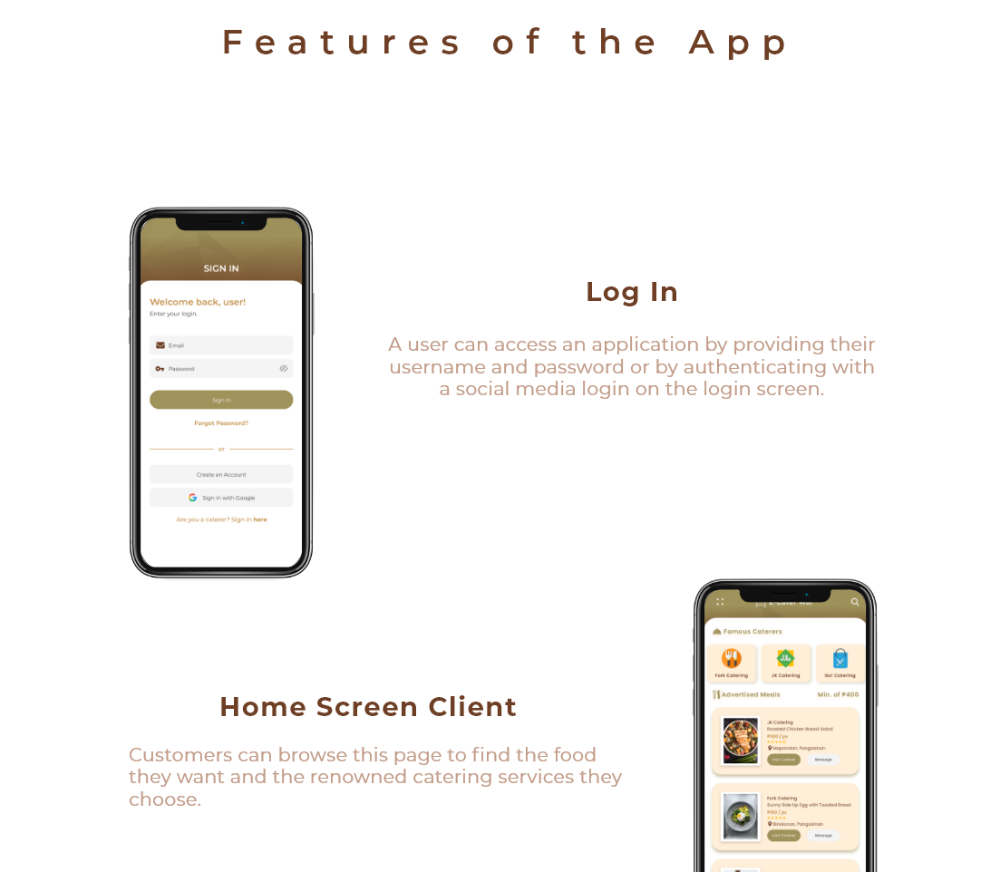 Features of the App
SIGN IN
Welcome back, user!
Enter your login.
Email
Password
Sign In
Forgot Password?
or
Create an Account
Sign in with Google
Are you a caterer? Sign in here
Log In
A user can access an application by providing their
username and password or by authenticating with
a social media login on the login screen.
Home Screen Client
Customers can browse this page to find the food
they want and the renowned catering services they
choose.
Famous Caterers
Fork Catering
JK Catering
Go! Catering
Advertised Meals
Min. of ₱400
JK Catering
Roasted Chicken Breast Salad
₱200 / px
Mapandan, Pangasinan
Visit Caterer
Message
Fork Catering
Sunny Side Up Egg with Toasted Bread
₱150 / px
Binalonan, Pangasinan
Visit Caterer
Message